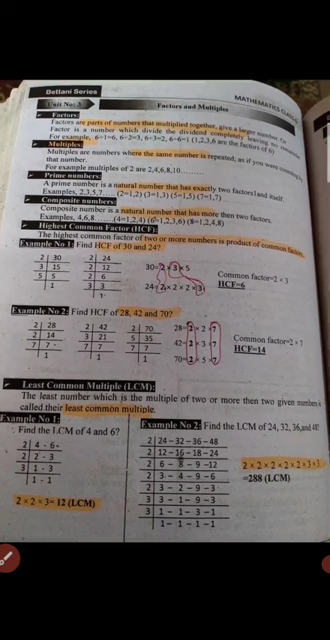 Bettani Series
MATHEMATICS CLASS
Unit No: 3
Factors and Multiples
Factors:
Factors are parts of numbers that multiplied together, give a larger number. Or
Factor is a number which divide the dividend completely leaving no
For example, 6÷1=6, 6÷2=3, 6÷3=2, 6÷6=1 (1,2,3,6 are the factors of 6)
Multiples:
Multiples are numbers where the same number is repeated, as if you were
that number.
For example multiples of 2 are 2,4,6,8,10.........
Prime numbers:
A prime number is a natural number that has exactly two factors 1 and itself.
Examples, 2,3,5,7..... (2=1,2) (3=1,3) (5=1,5) (7=1,7)
Composite numbers:
Composite number is a natural number that has more then two factors.
Examples, 4,6,8.......(4=1,2,4) (6=1,2,3,6) (8=1,2,4,8)
Highest Common Factor (HCF):
The highest common factor of two or more numbers is product of common factors.
Example No 1: Find HCF of 30 and 24?
2 30
3 15
5 5
1
2 24
2 12
2 6
3 3
1
30=2×3×5
24=2×2×2×3
Common factor=2×3
HCF=6
Example No 2: Find HCF of 28, 42 and 70?
2 28
2 14
7 7
1
2 42
3 21
7 7
1
2 70
5 35
7 7
1
28=2×2×7
42=2×3×7
70=2×5×7
Common factor=2×7
HCF=14
Least Common Multiple (LCM):
The least number which is the multiple of two or more then two given numbers is
called their least common multiple.
Example No 1:
Find the LCM of 4 and 6?
2 4-6
2 2-3
3 1-3
1-1
2×2×3=12 (LCM)
Example No 2: Find the LCM of 24, 32, 36, and 48?
2 24-32-36-48
2 12-16-18-24
2 6-8-9-12
2 3-4-9-6
2 3-2-9-3
3 3-1-9-3
3 1-1-3-1
1-1-1-1
2×2×2×2×2×3×3
=288 (LCM)